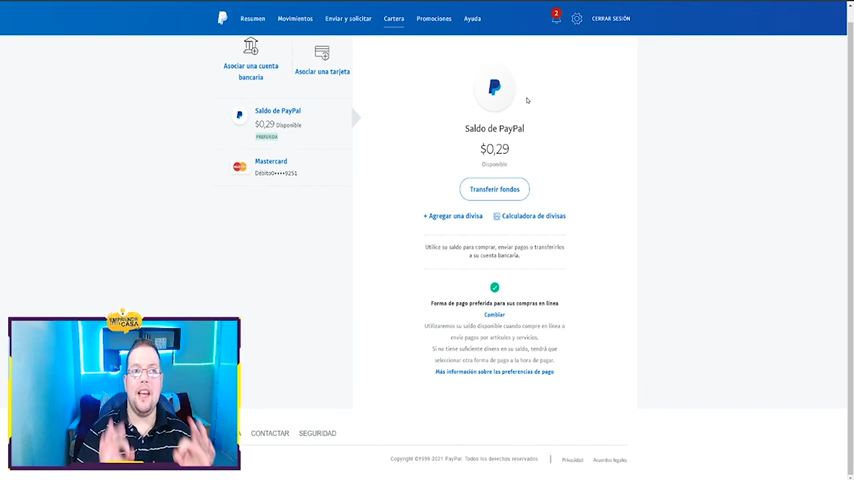 Resumen Movimientos Enviar y solicitar Cartera Promociones Ayuda 2 CERRAR SESIÓN
Asociar una cuenta
bancaria
Asociar una tarjeta
Saldo de PayPal
$0,29 Disponible
PREFERIDA
Mastercard
Débito0••••9251
Saldo de PayPal
$0,29
Disponible
Transferir fondos
+ Agregar una divisa Calculadora de divisas
Utilice su saldo para comprar, enviar pagos o transferirlos
a su cuenta bancaria.
Forma de pago preferida para sus compras en línea
Cambiar
Utilizaremos su saldo disponible cuando compre en línea o
envíe pagos por artículos y servicios.
Si no tiene suficiente dinero en su saldo, tendrá que
seleccionar otra forma de pago a la hora de pagar.
Más información sobre las preferencias de pago
CASA
A CONTACTAR SEGURIDAD
Copyright ©1999-2021 PayPal. Todos los derechos reservados. | Privacidad Acuerdos legales